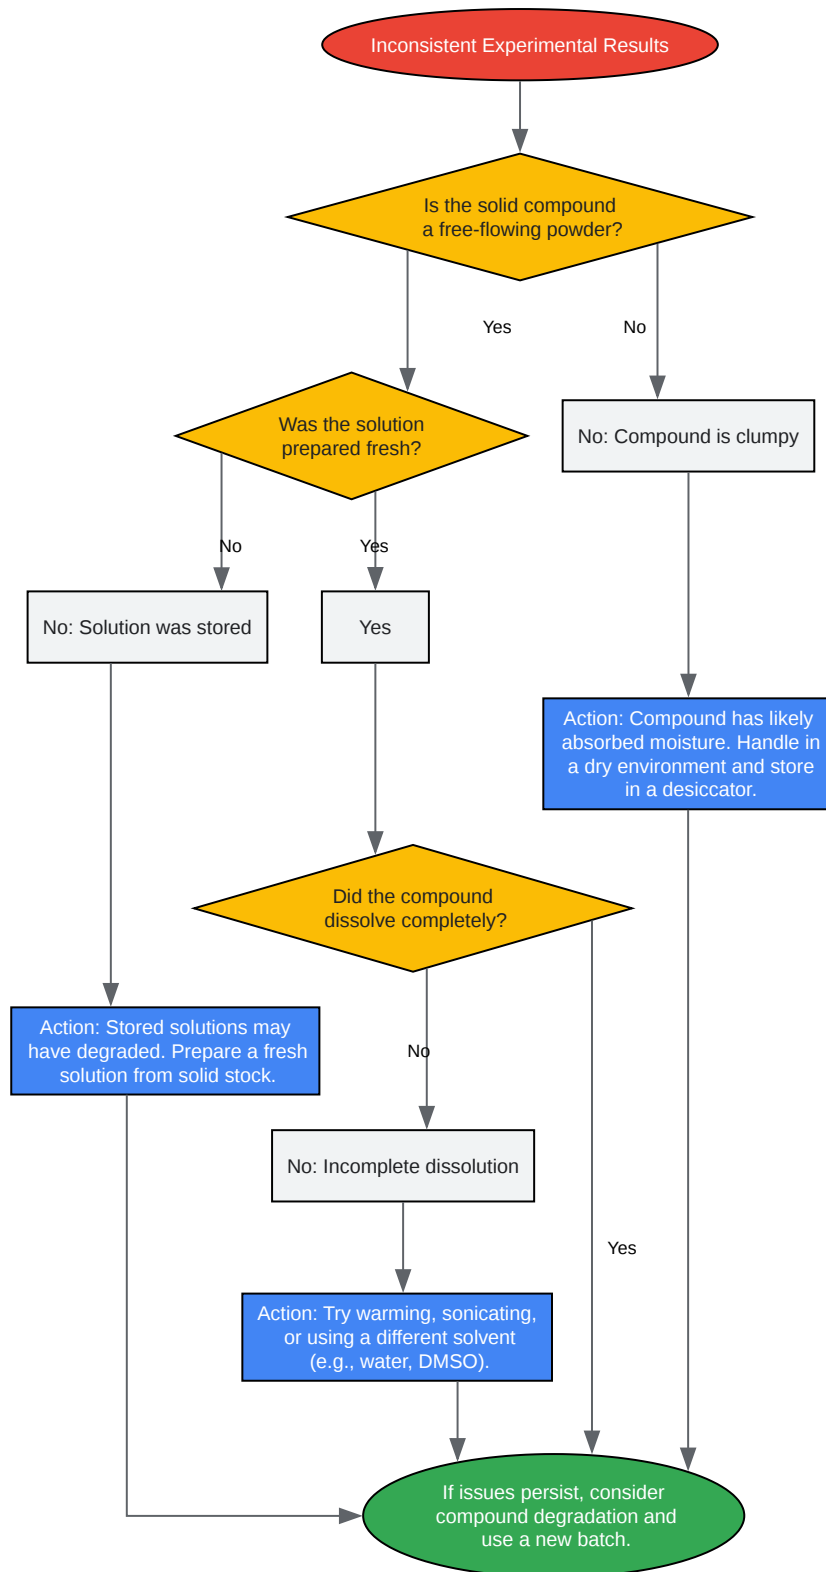 Inconsistent Experimental Results
Is the solid compound
a free-flowing powder?
Yes
No
Was the solution
prepared fresh?
No: Compound is clumpy
No
Yes
No: Solution was stored
Yes
Action: Compound has likely
absorbed moisture. Handle in
a dry environment and store
in a desiccator.
Did the compound
dissolve completely?
Action: Stored solutions may
have degraded. Prepare a fresh
solution from solid stock.
No
No: Incomplete dissolution
Yes
Action: Try warming, sonicating,
or using a different solvent
(e.g., water, DMSO).
If issues persist, consider
compound degradation and
use a new batch.